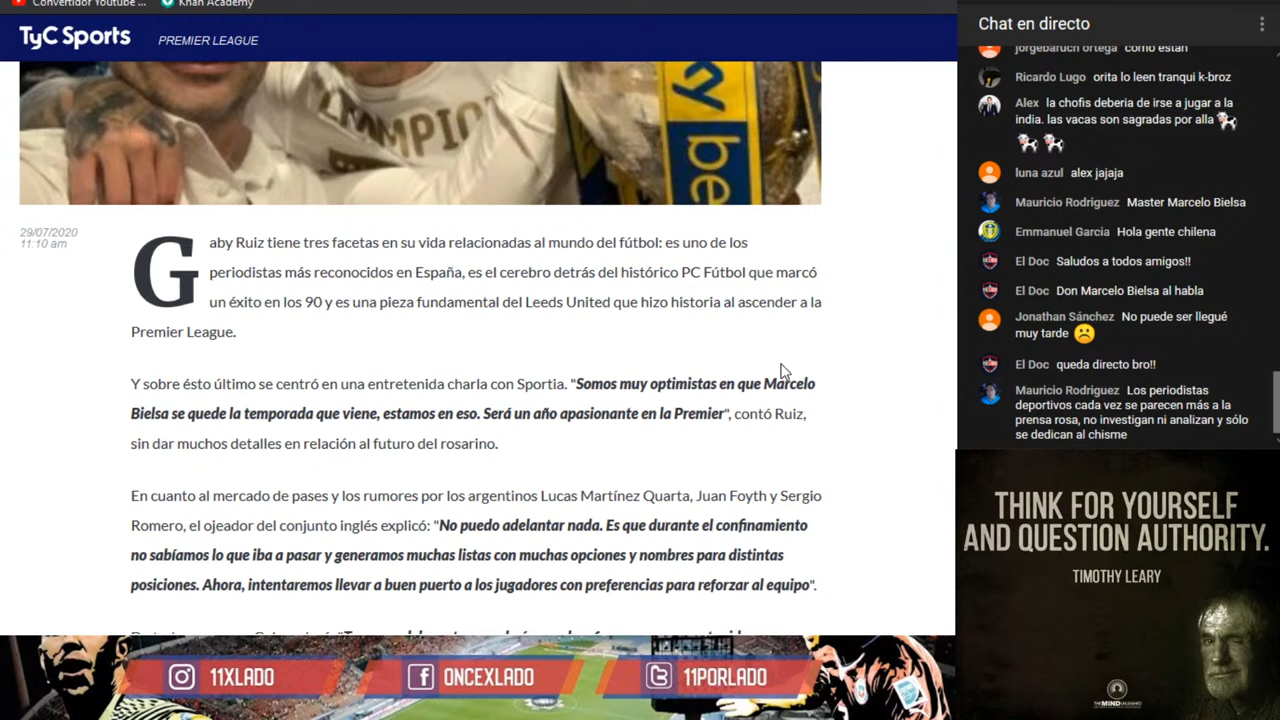 Convertidor Youtube ...
Khan Academy
TyC Sports
PREMIER LEAGUE
CAMPIO
be
29/07/2020
11:10 am
Gaby Ruiz tiene tres facetas en su vida relacionadas al mundo del fútbol: es uno de los
periodistas más reconocidos en España, es el cerebro detrás del histórico PC Fútbol que marcó
un éxito en los 90 y es una pieza fundamental del Leeds United que hizo historia al ascender a la
Premier League.
Y sobre ésto último se centró en una entretenida charla con Sportia. "Somos muy optimistas en que Marcelo
Bielsa se quede la temporada que viene, estamos en eso. Será un año apasionante en la Premier", contó Ruiz,
sin dar muchos detalles en relación al futuro del rosarino.
En cuanto al mercado de pases y los rumores por los argentinos Lucas Martínez Quarta, Juan Foyth y Sergio
Romero, el ojeador del conjunto inglés explicó: "No puedo adelantar nada. Es que durante el confinamiento
no sabíamos lo que iba a pasar y generamos muchas listas con muchas opciones y nombres para distintas
posiciones. Ahora, intentaremos llevar a buen puerto a los jugadores con preferencias para reforzar al equipo".
11XLADO
ONCEXLADO
11PORLADO
Chat en directo
jorgebaruch ortega como estan
Ricardo Lugo orita lo leen tranqui k-broz
Alex la chofis deberia de irse a jugar a la
india. las vacas son sagradas por alla
luna azul alex jajaja
Mauricio Rodriguez Master Marcelo Bielsa
Emmanuel Garcia Hola gente chilena
El Doc Saludos a todos amigos!!
El Doc Don Marcelo Bielsa al habla
Jonathan Sánchez No puede ser llegué
muy tarde
El Doc queda directo bro!!
Mauricio Rodriguez Los periodistas
deportivos cada vez se parecen más a la
prensa rosa, no investigan ni analizan y sólo
se dedican al chisme
THINK FOR YOURSELF
AND QUESTION AUTHORITY.
TIMOTHY LEARY
THE MIND UNLEASHED